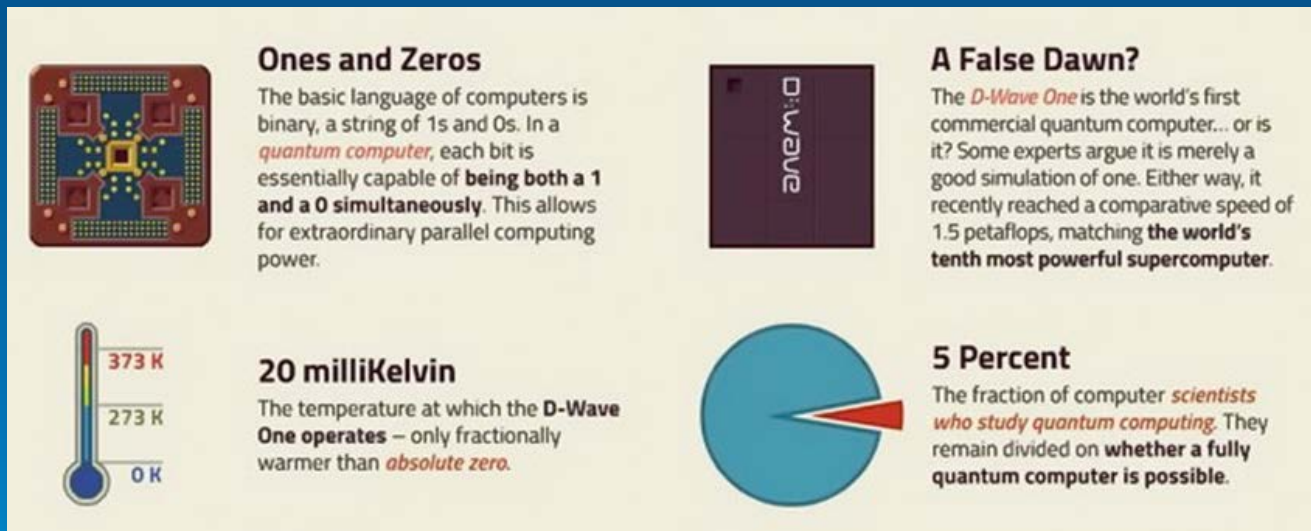 Ones and Zeros
The basic language of computers is
binary, a string of 1s and 0s. In a
quantum computer, each bit is
essentially capable of being both a 1
and a 0 simultaneously. This allows
for extraordinary parallel computing
power.
D:wave
A False Dawn?
The D-Wave One is the world's first
commercial quantum computer... or is
it? Some experts argue it is merely a
good simulation of one. Either way, it
recently reached a comparative speed of
1.5 petaflops, matching the world's
tenth most powerful supercomputer.
373 K
273 K
0 K
20 milliKelvin
The temperature at which the D-Wave
One operates – only fractionally
warmer than absolute zero.
5 Percent
The fraction of computer scientists
who study quantum computing. They
remain divided on whether a fully
quantum computer is possible.